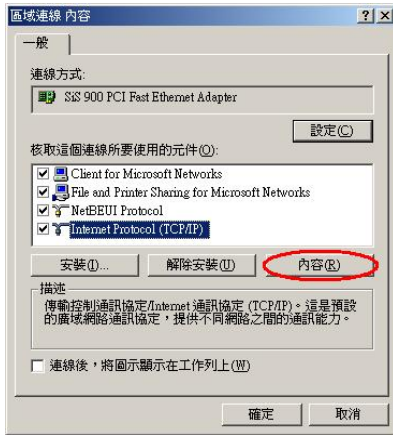 區域連線 內容
一般
連線方式:
SiS 900 PCI Fast Ethernet Adapter
設定(C)
核取這個連線所要使用的元件(O):
Client for Microsoft Networks
File and Printer Sharing for Microsoft Networks
NetBEUI Protocol
Internet Protocol (TCP/IP)
安裝(I)... 解除安裝(U) 內容(R)
描述
傳輸控制通訊協定/Internet 通訊協定 (TCP/IP)。這是預設
的廣域網路通訊協定，提供不同網路之間的通訊能力。
連線後，將圖示顯示在工作列上(W)
確定 取消